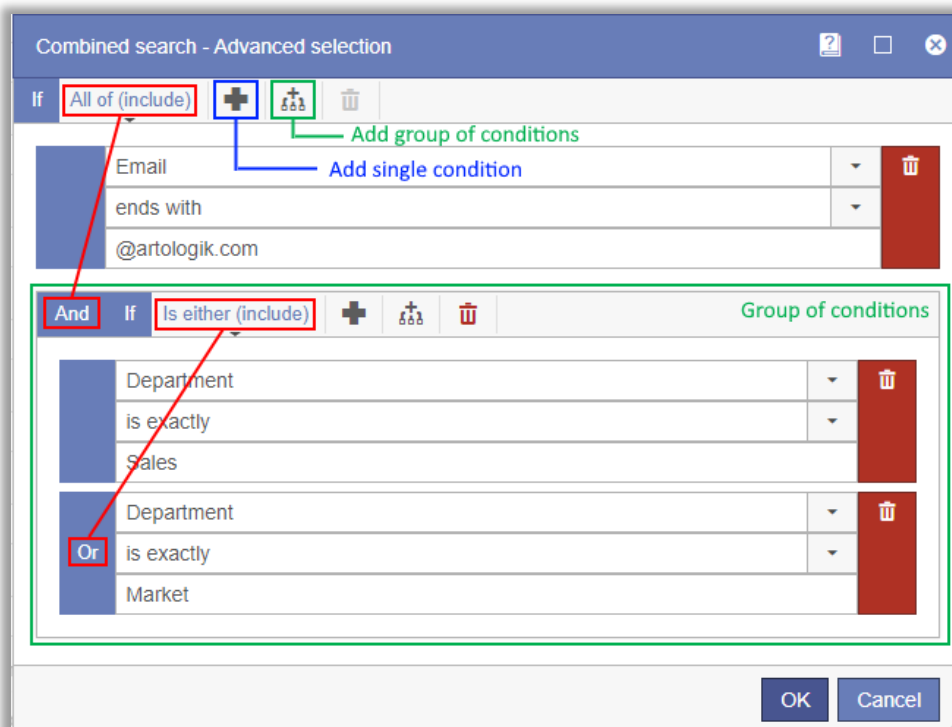 Combined search - Advanced selection
If All of (include)
Add group of conditions
Add single condition
Email
ends with
@artologik.com
And If Is either (include) Group of conditions
Department
is exactly
Sales
Department
Or is exactly
Market
OK Cancel